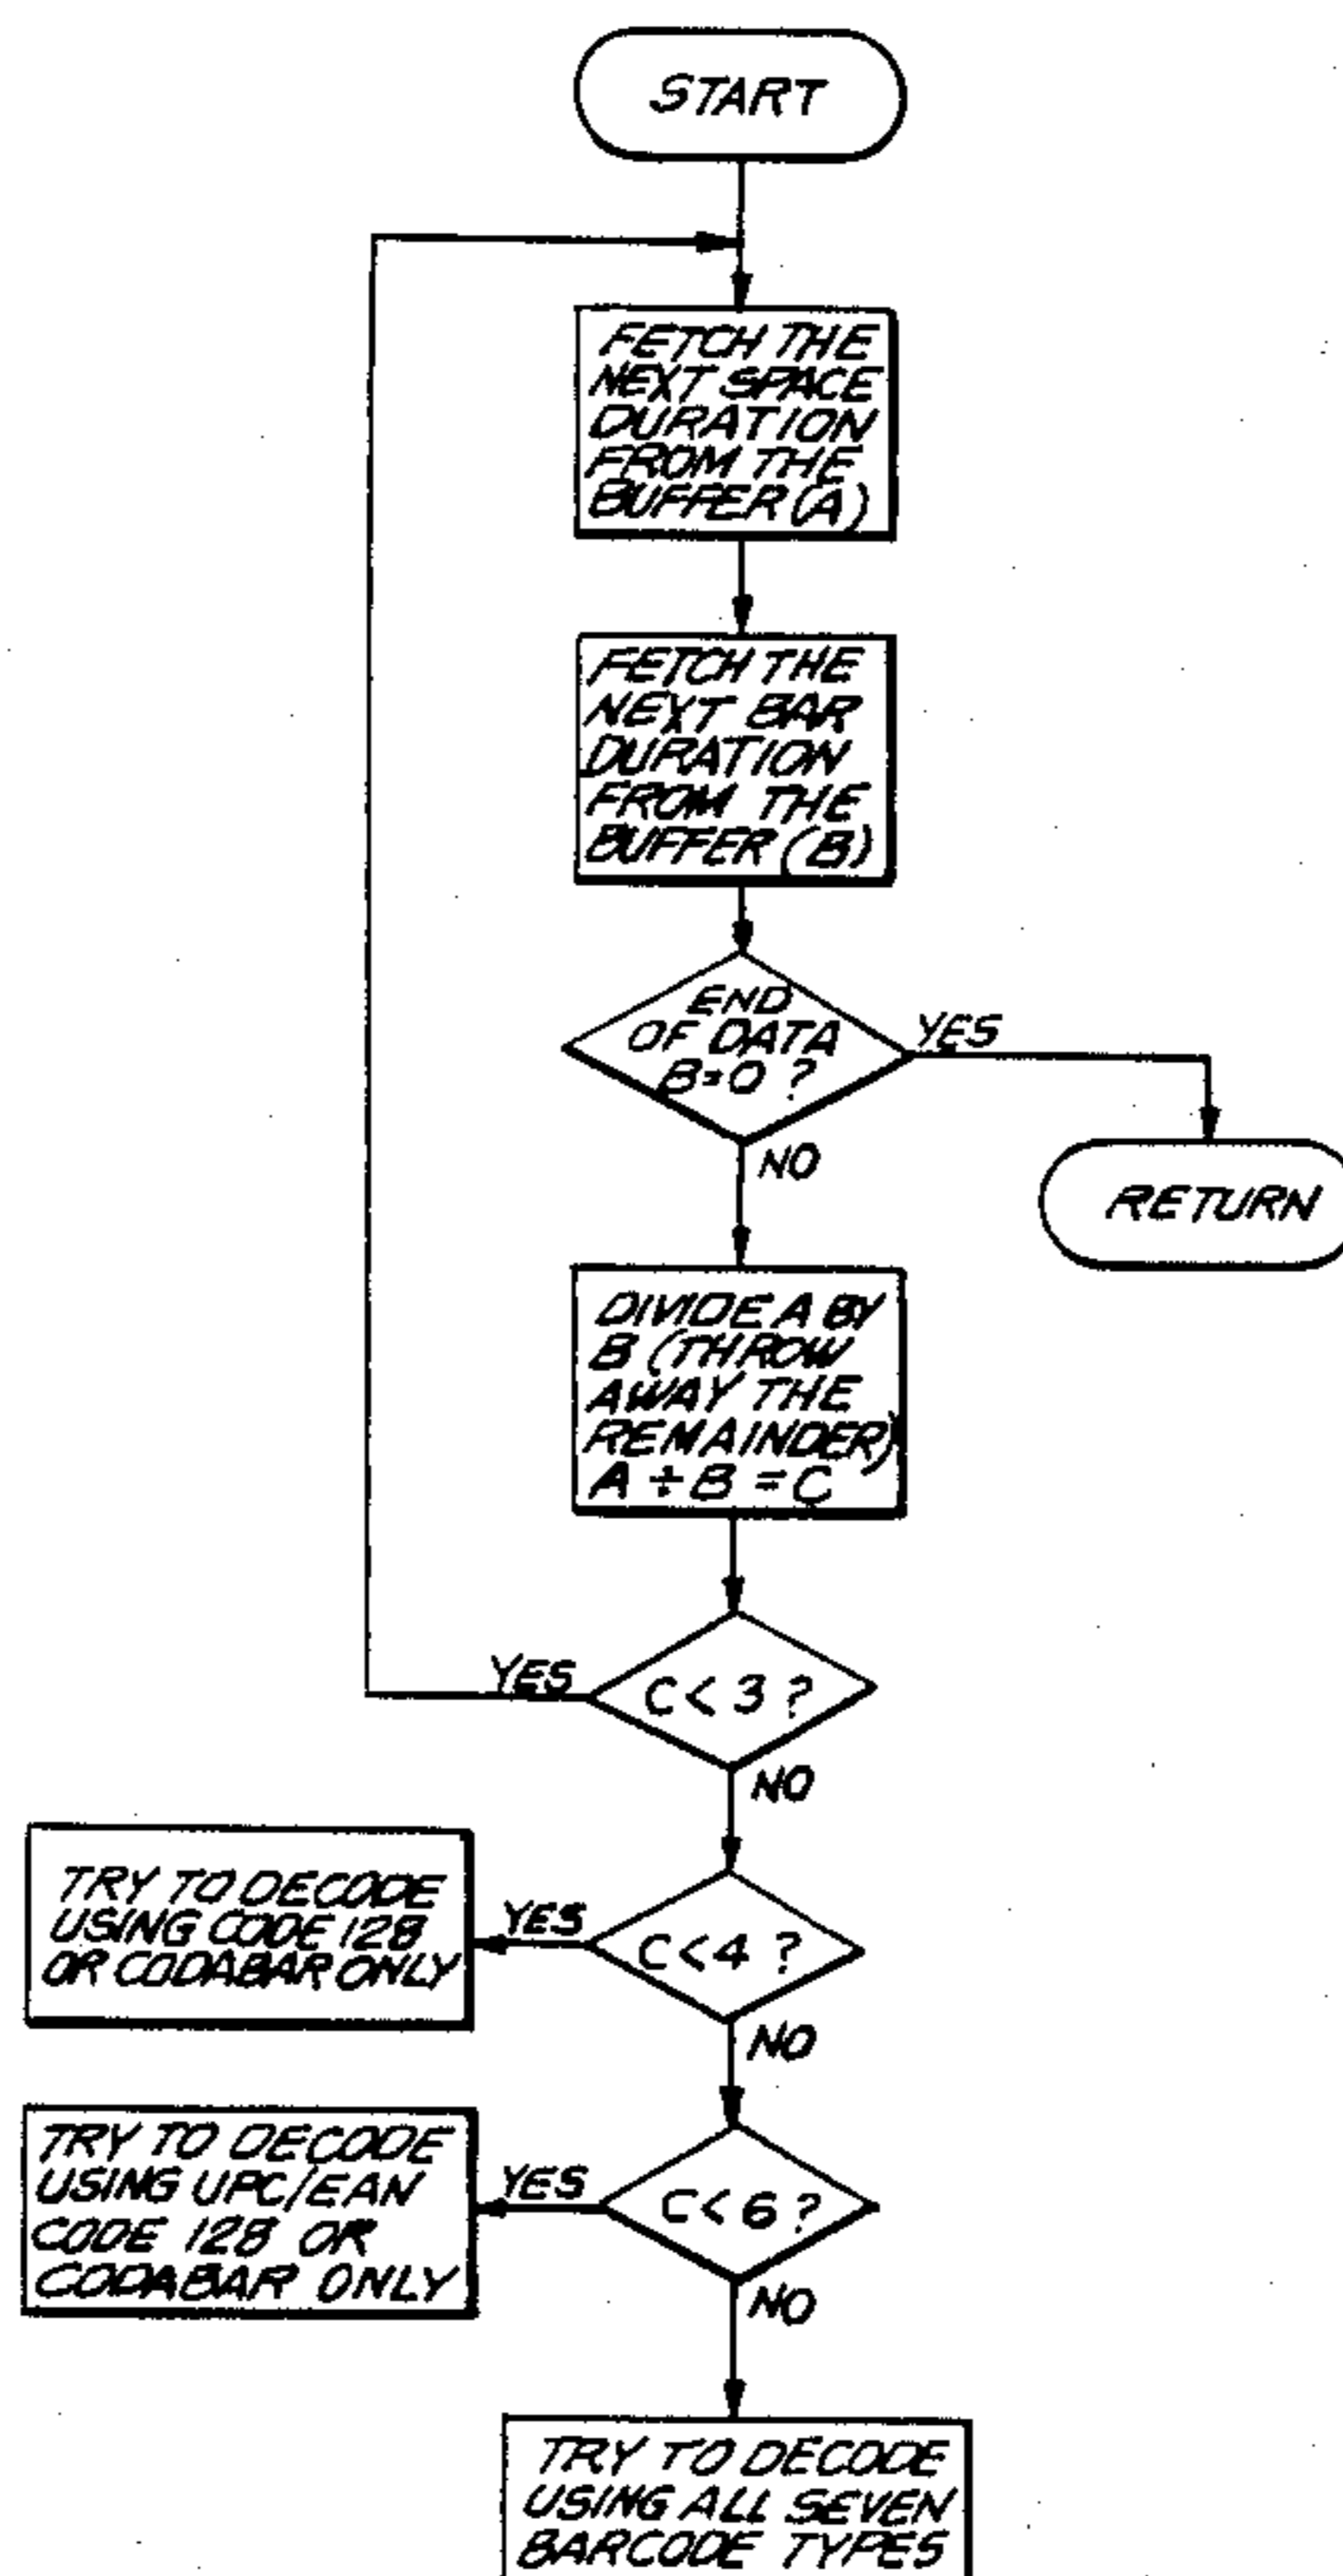 START
FETCH THE
NEXT SPACE
DURATION
FROM THE
BUFFER (A)
FETCH THE
NEXT BAR
DURATION
FROM THE
BUFFER (B)
END
OF DATA
B=0 ?
YES
NO
RETURN
DIVIDE A BY
B (THROW
AWAY THE
REMAINDER)
A ÷ B = C
YES
C < 3 ?
NO
TRY TO DECODE
USING CODE 128
OR CODABAR ONLY
YES
C < 4 ?
NO
TRY TO DECODE
USING UPC/EAN
CODE 128 OR
CODABAR ONLY
YES
C < 6 ?
NO
TRY TO DECODE
USING ALL SEVEN
BARCODE TYPES